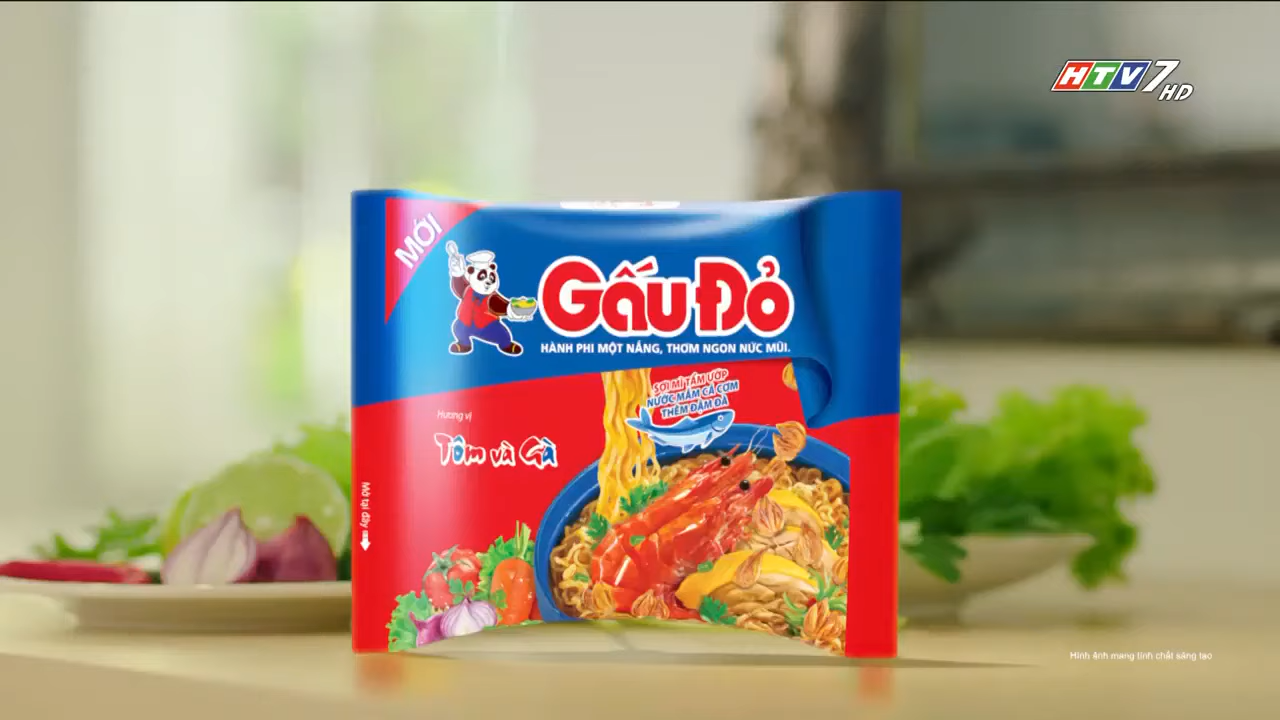 HTV7
HD
MỚI
Gấu Đỏ
HÀNH PHI MỘT NẮNG, THƠM NGON NỨC MŨI.
SỢI MÌ TẨM ƯỚP
NƯỚC MẮM CÁ CƠM
THÊM ĐẬM ĐÀ
Hương vị
Tôm và Gà
Mở tại đây
Hình ảnh mang tính chất sáng tạo